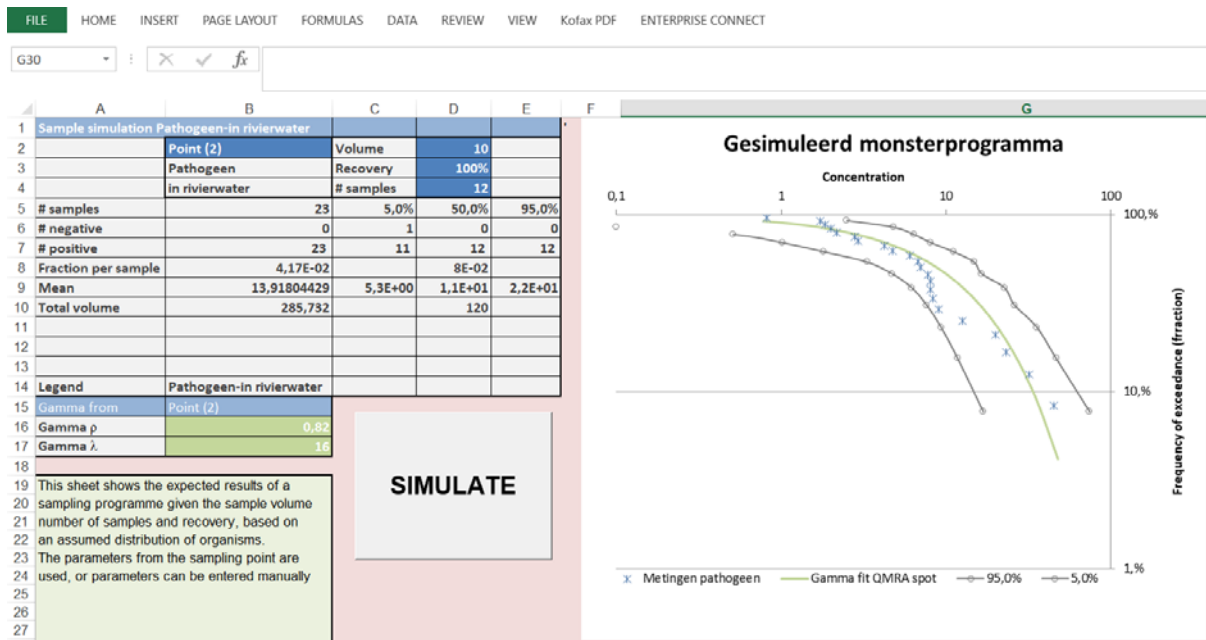 FILE HOME INSERT PAGE LAYOUT FORMULAS DATA REVIEW VIEW Kofax PDF ENTERPRISE CONNECT
G30 fx
A B C D E F G
1 Sample simulation Pathogeen-in rivierwater
2 Point (2) Volume 10
3 Pathogeen Recovery 100%
4 in rivierwater # samples 12
5 # samples 23 5,0% 50,0% 95,0%
6 # negative 0 1 0 0
7 # positive 23 11 12 12
8 Fraction per sample 4,17E-02 8E-02
9 Mean 13,91804429 5,3E+00 1,1E+01 2,2E+01
10 Total volume 285,732 120
11
12
13
14 Legend Pathogeen-in rivierwater
15 Gamma from Point (2)
16 Gamma ρ 0,82
17 Gamma λ 16
18
19 This sheet shows the expected results of a
20 sampling programme given the sample volume
21 number of samples and recovery, based on
22 an assumed distribution of organisms.
23 The parameters from the sampling point are
24 used, or parameters can be entered manually
25
26
27
SIMULATE
Gesimuleerd monsterprogramma
Concentration
0,1 1 10 100
100,%
10,%
1,%
Frequency of exceedance (frraction)
Metingen pathogeen Gamma fit QMRA spot 95,0% 5,0%